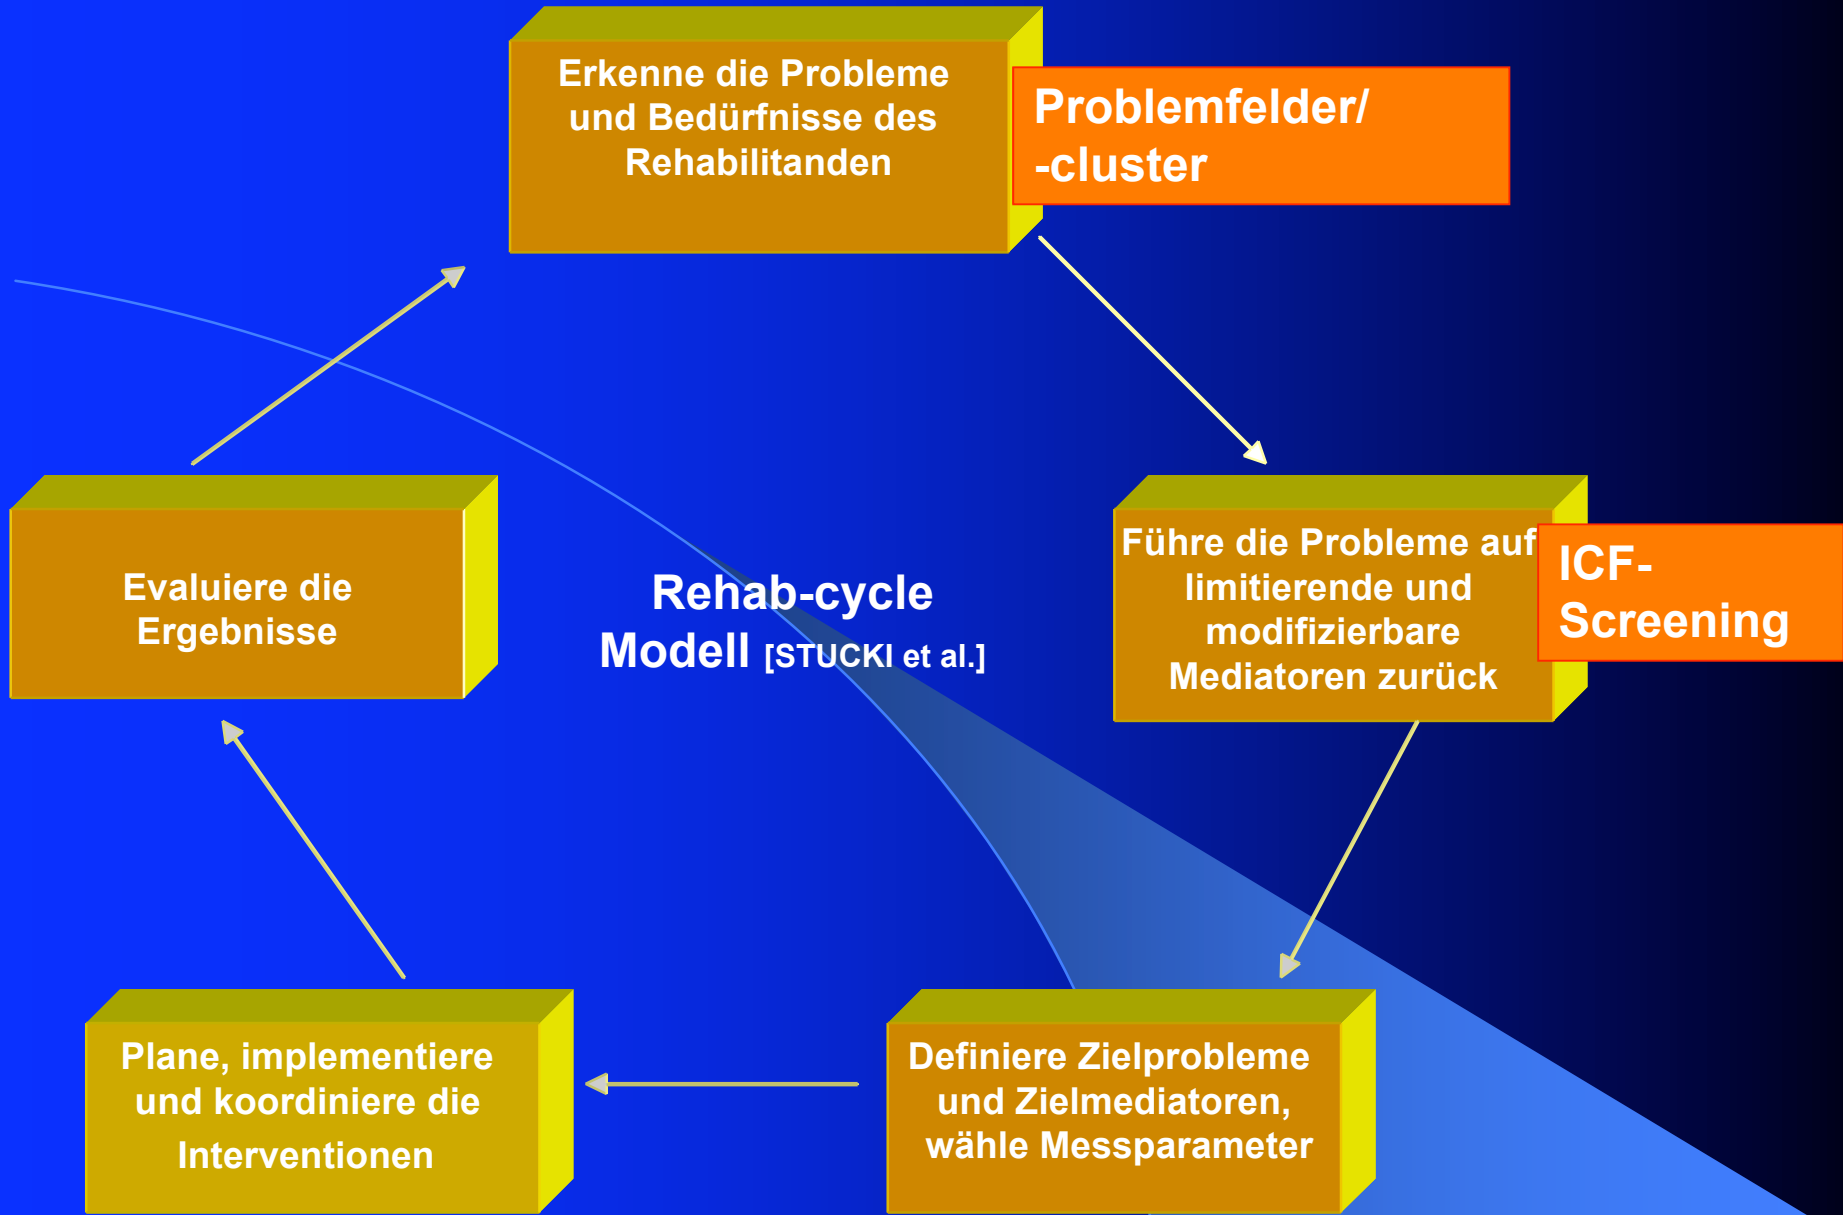 Erkenne die Probleme
und Bedürfnisse des
Rehabilitanden
Problemfelder/
-cluster
Führe die Probleme auf
limitierende und
modifizierbare
Mediatoren zurück
ICF-
Screening
Evaluiere die
Ergebnisse
Rehab-cycle
Modell [STUCKI et al.]
Definiere Zielprobleme
und Zielmediatoren,
wähle Messparameter
Plane, implementiere
und koordiniere die
Interventionen